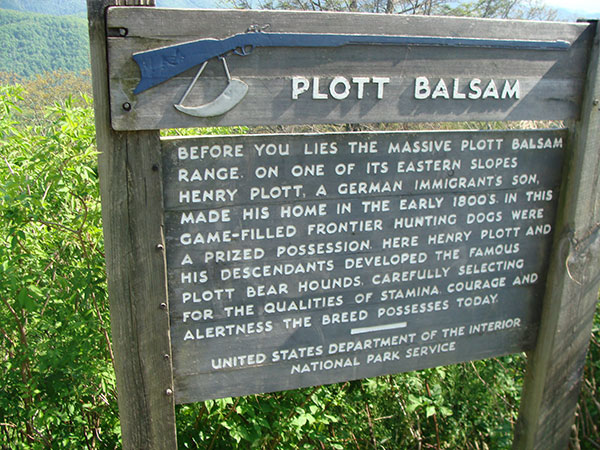 PLOTT BALSAM
BEFORE YOU LIES THE MASSIVE PLOTT BALSAM
RANGE. ON ONE OF ITS EASTERN SLOPES
HENRY PLOTT, A GERMAN IMMIGRANT'S SON,
MADE HIS HOME IN THE EARLY 1800'S. IN THIS
GAME-FILLED FRONTIER HUNTING DOGS WERE
A PRIZED POSSESSION. HERE HENRY PLOTT AND
HIS DESCENDANTS DEVELOPED THE FAMOUS
PLOTT BEAR HOUNDS, CAREFULLY SELECTING
FOR THE QUALITIES OF STAMINA, COURAGE AND
ALERTNESS THE BREED POSSESSES TODAY.
UNITED STATES DEPARTMENT OF THE INTERIOR
NATIONAL PARK SERVICE